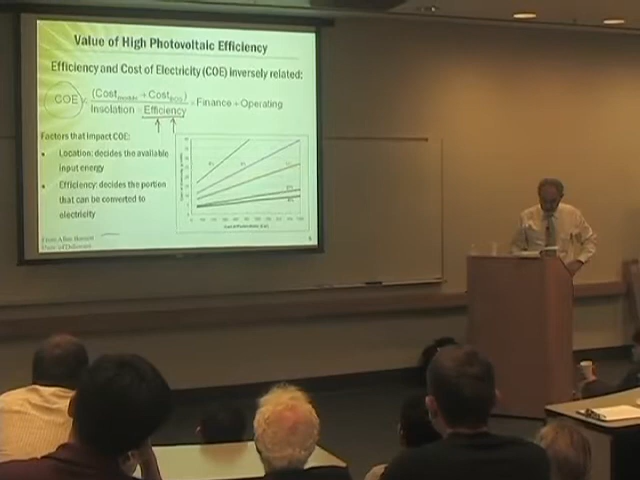 Value of High Photovoltaic Efficiency
Efficiency and Cost of Electricity (COE) inversely related:
(Cost module + Cost BOS)
COE
Finance + Operating
Insolation Efficiency
Factors that impact COE:
• Location: decides the available
input energy
• Efficiency: decides the portion
that can be converted to
electricity